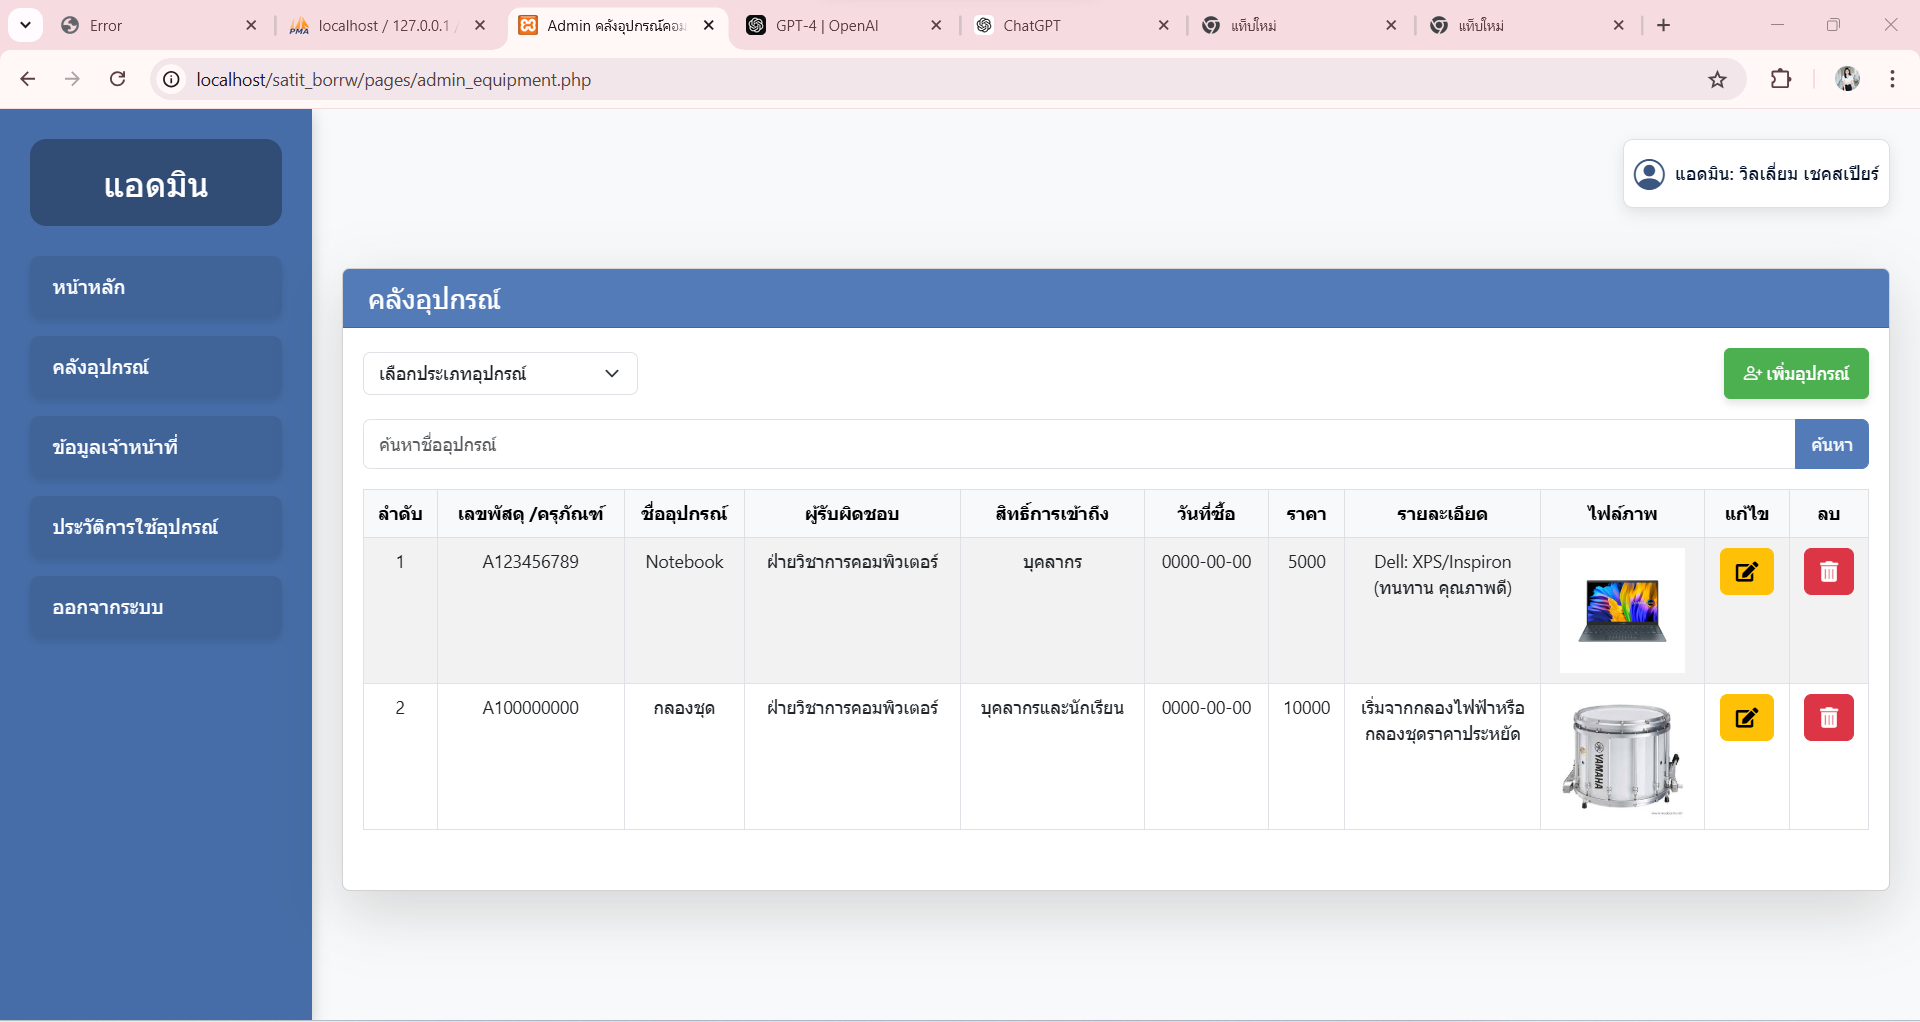 Error
localhost / 127.0.0.1 /
Admin คลังอุปกรณ์คอม
GPT-4 | OpenAI
ChatGPT
แท็บใหม่
แท็บใหม่
localhost/satit_borrw/pages/admin_equipment.php
แอดมิน
หน้าหลัก
คลังอุปกรณ์
ข้อมูลเจ้าหน้าที่
ประวัติการใช้อุปกรณ์
ออกจากระบบ
แอดมิน: วิลเลี่ยม เชคสเปียร์
คลังอุปกรณ์
เลือกประเภทอุปกรณ์
เพิ่มอุปกรณ์
ค้นหาชื่ออุปกรณ์
ค้นหา
ลำดับ เลขพัสดุ /ครุภัณฑ์ ชื่ออุปกรณ์ ผู้รับผิดชอบ สิทธิ์การเข้าถึง วันที่ซื้อ ราคา รายละเอียด ไฟล์ภาพ แก้ไข ลบ
1 A123456789 Notebook ฝ่ายวิชาการคอมพิวเตอร์ บุคลากร 0000-00-00 5000 Dell: XPS/Inspiron
(ทนทาน คุณภาพดี)
2 A100000000 กลองชุด ฝ่ายวิชาการคอมพิวเตอร์ บุคลากรและนักเรียน 0000-00-00 10000 เริ่มจากกลองไฟฟ้าหรือ
กลองชุดราคาประหยัด
YAMAHA